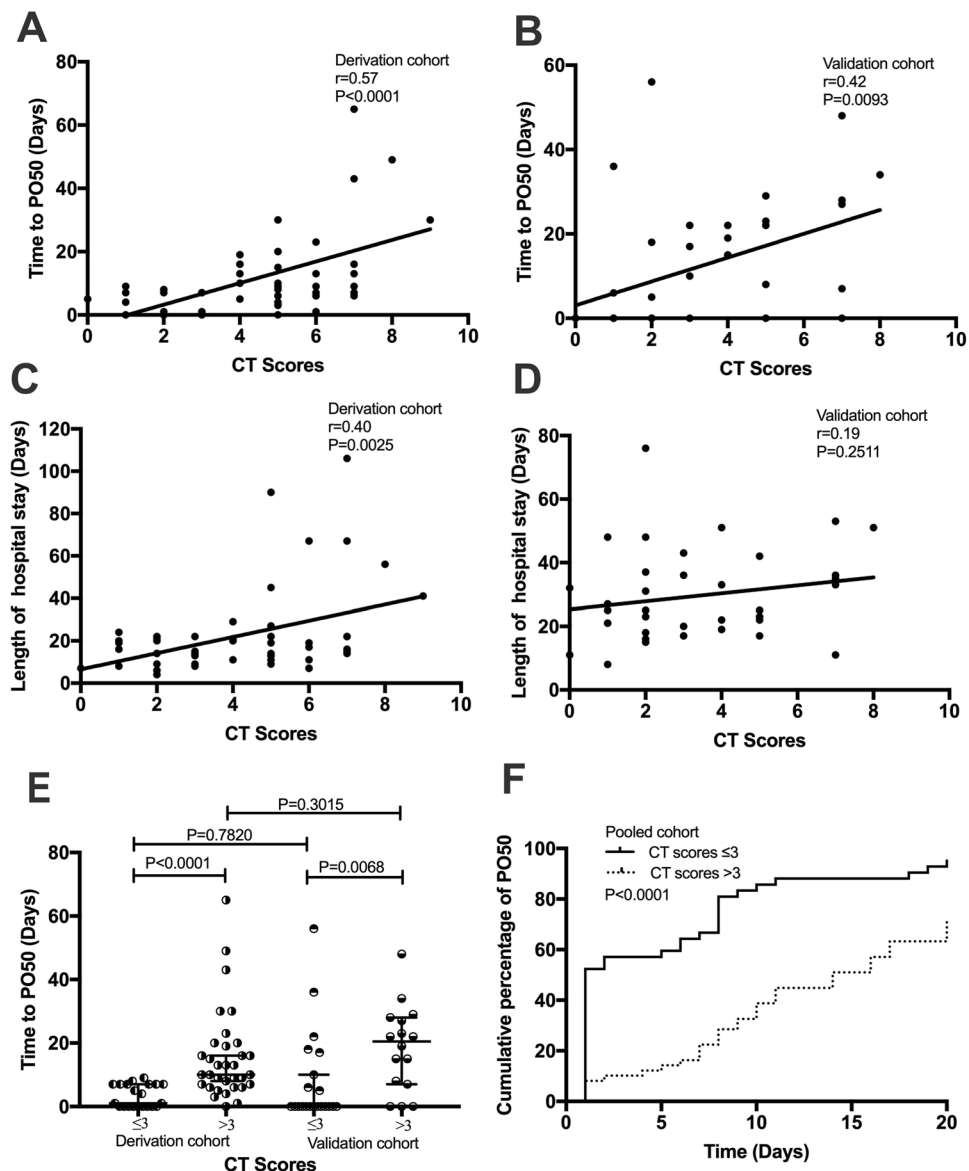 A
Derivation cohort
r=0.57
P<0.0001
Time to PO50 (Days)
80
60
40
20
0
0 2 4 6 8 10
CT Scores
B
Validation cohort
r=0.42
P=0.0093
Time to PO50 (Days)
60
40
20
0
0 2 4 6 8 10
CT Scores
C
Derivation cohort
r=0.40
P=0.0025
Length of hospital stay (Days)
120
100
80
60
40
20
0
0 2 4 6 8 10
CT Scores
D
Validation cohort
r=0.19
P=0.2511
Length of hospital stay (Days)
80
60
40
20
0
0 2 4 6 8 10
CT Scores
E
P=0.3015
P=0.7820
P<0.0001
P=0.0068
Time to PO50 (Days)
80
60
40
20
0
≤3 >3 ≤3 >3
Derivation cohort Validation cohort
CT Scores
F
Pooled cohort
CT scores ≤3
CT scores >3
P<0.0001
Cumulative percentage of PO50
100
80
60
40
20
0
0 5 10 15 20
Time (Days)